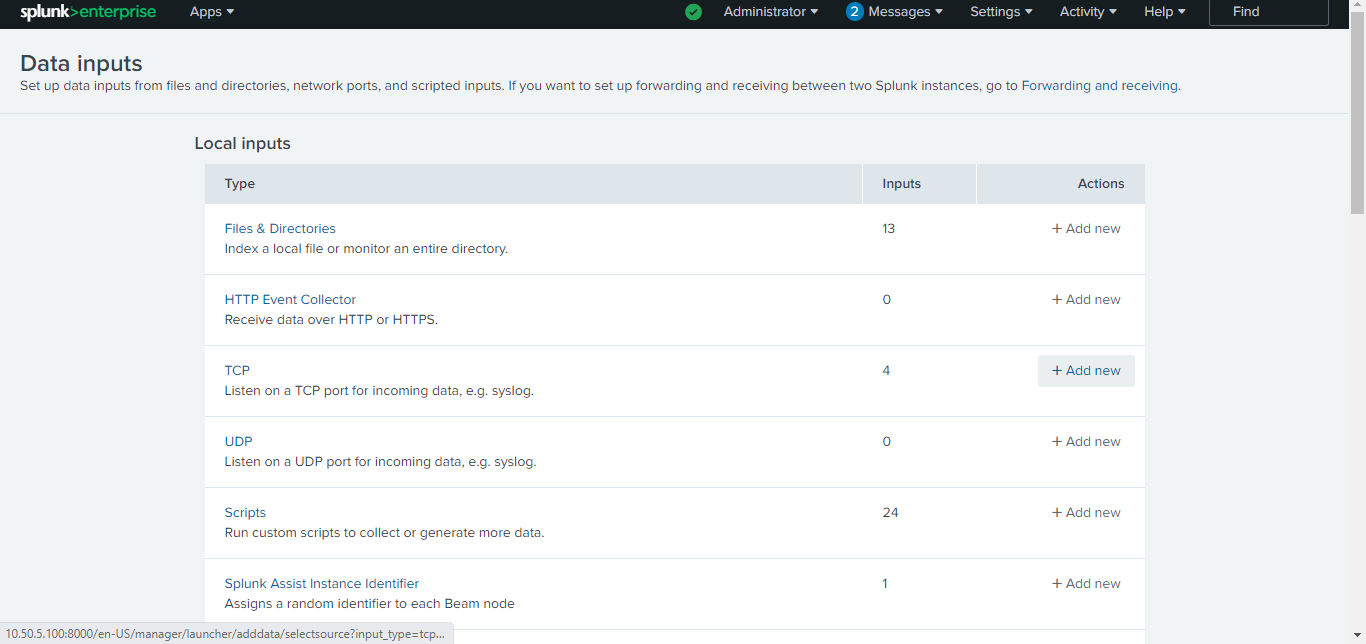 splunk>enterprise Apps Administrator 2 Messages Settings Activity Help Find
Data inputs
Set up data inputs from files and directories, network ports, and scripted inputs. If you want to set up forwarding and receiving between two Splunk instances, go to Forwarding and receiving.
Local inputs
Type Inputs Actions
Files & Directories 13 + Add new
Index a local file or monitor an entire directory.
HTTP Event Collector 0 + Add new
Receive data over HTTP or HTTPS.
TCP 4 + Add new
Listen on a TCP port for incoming data, e.g. syslog.
UDP 0 + Add new
Listen on a UDP port for incoming data, e.g. syslog.
Scripts 24 + Add new
Run custom scripts to collect or generate more data.
Splunk Assist Instance Identifier 1 + Add new
Assigns a random identifier to each Beam node
10.50.5.100:8000/en-US/manager/launcher/adddata/selectsource?input_type=tcp...